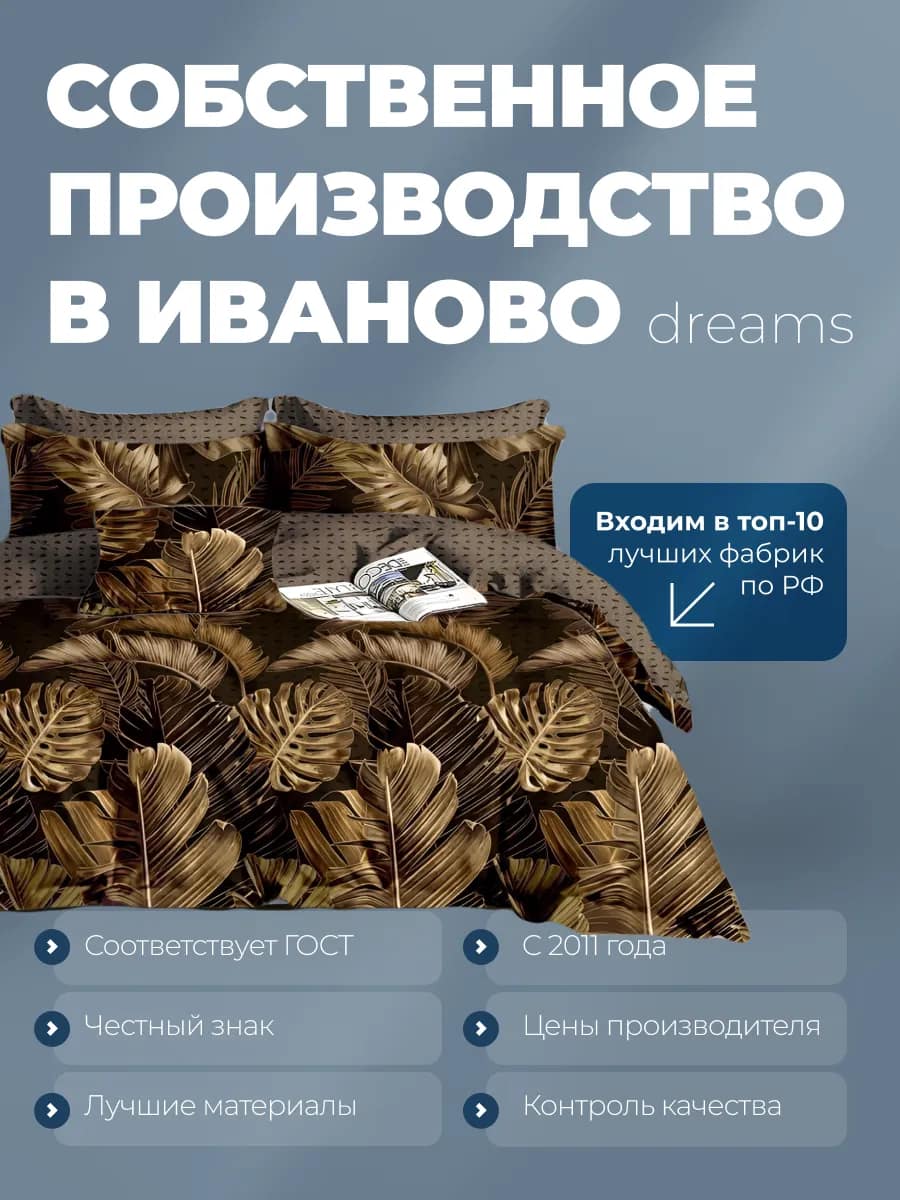 СОБСТВЕННОЕ
ПРОИЗВОДСТВО
В ИВАНОВО dreams
Входим в топ-10
лучших фабрик
по РФ
Соответствует ГОСТ
С 2011 года
Честный знак
Цены производителя
Лучшие материалы
Контроль качества